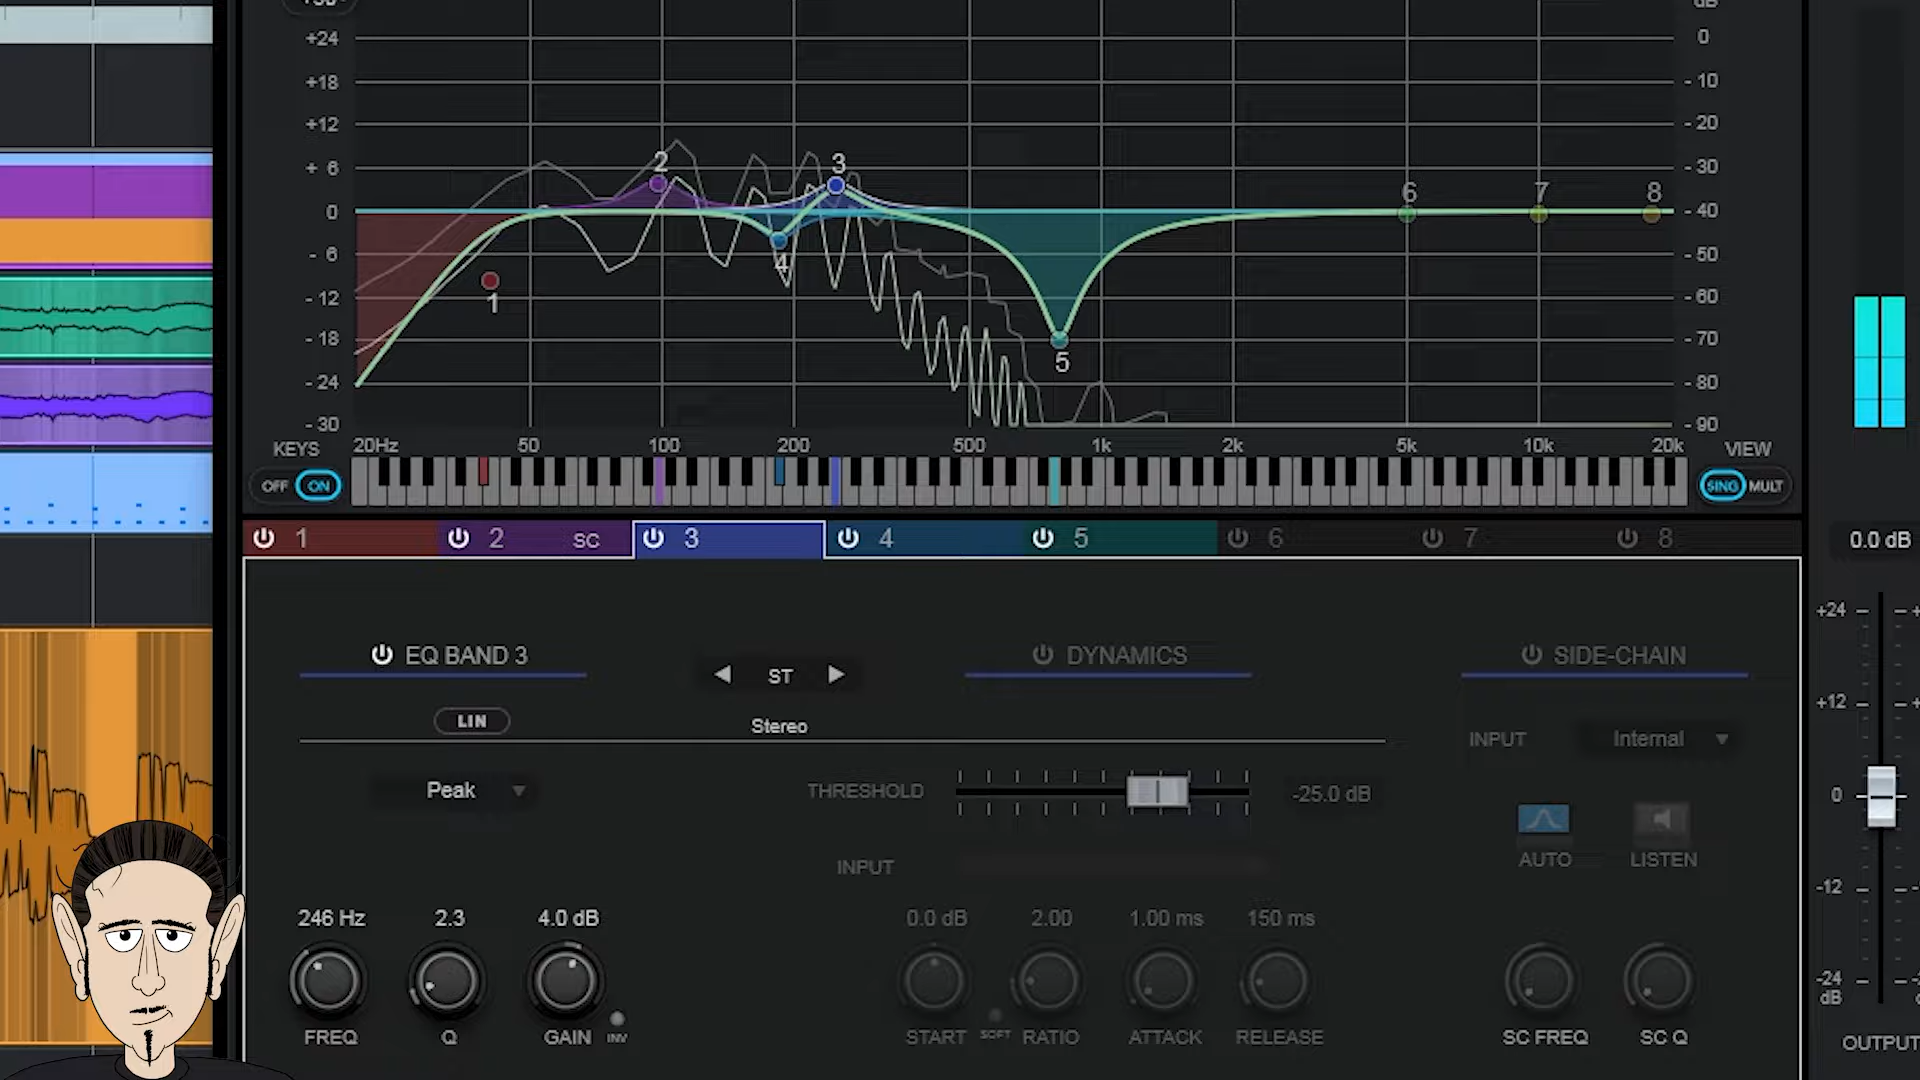 dB
+24 0
+18 - 10
+12 - 20
+ 6 2 3 - 30
0 6 7 8 - 40
- 6 4 - 50
- 12 1 - 60
- 18 5 - 70
- 24 - 80
- 30 - 90
KEYS 20Hz 50 100 200 500 1k 2k 5k 10k 20k VIEW
OFF ON SING MULT
1 2 SC 3 4 5 6 7 8 0.0 dB
EQ BAND 3 ST DYNAMICS SIDE-CHAIN
+24
LIN Stereo +12
INPUT Internal
Peak THRESHOLD -25.0 dB 0
AUTO LISTEN
INPUT -12
246 Hz 2.3 4.0 dB 0.0 dB 2.00 1.00 ms 150 ms
-24
dB
FREQ Q GAIN INV START SOFT RATIO ATTACK RELEASE SC FREQ SC Q OUTPUT